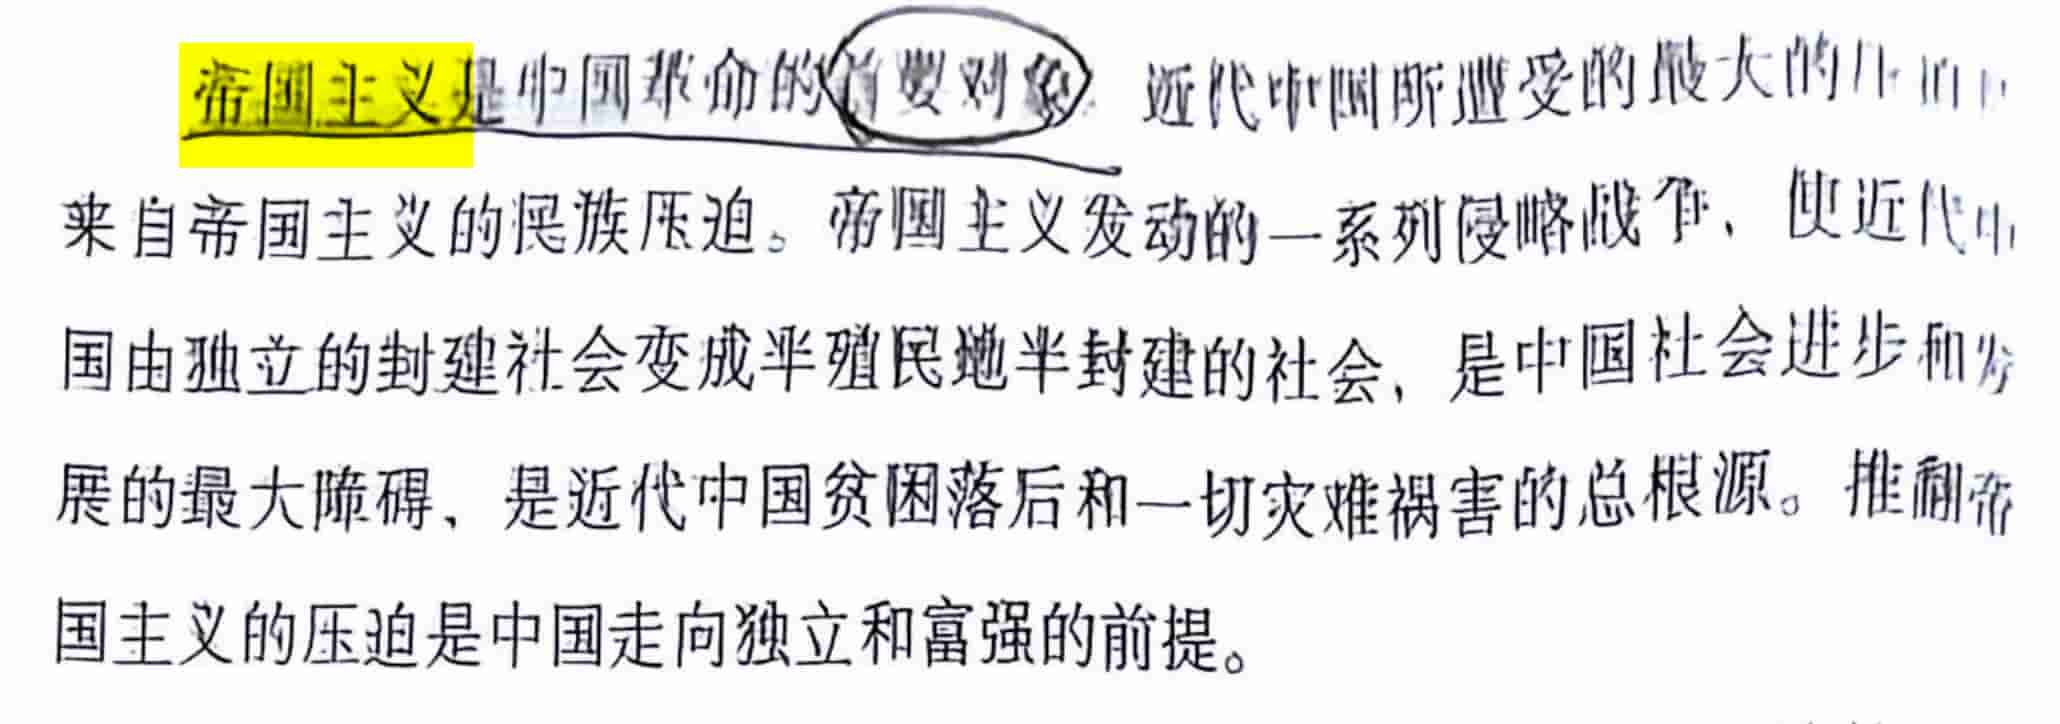 帝国主义是中国革命的首要对象 近代中国所遭受的最大的压迫
来自帝国主义的民族压迫。帝国主义发动的一系列侵略战争,使近代中
国由独立的封建社会变成半殖民地半封建的社会,是中国社会进步和发
展的最大障碍,是近代中国贫困落后和一切灾难祸害的总根源。推翻帝
国主义的压迫是中国走向独立和富强的前提。